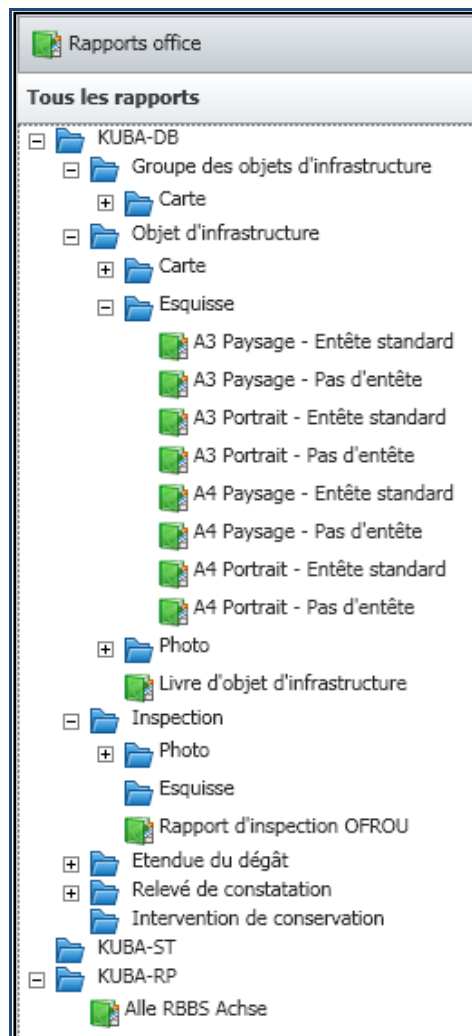 Rapports office
Tous les rapports
KUBA-DB
Groupe des objets d'infrastructure
Carte
Objet d'infrastructure
Carte
Esquisse
A3 Paysage - Entête standard
A3 Paysage - Pas d'entête
A3 Portrait - Entête standard
A3 Portrait - Pas d'entête
A4 Paysage - Entête standard
A4 Paysage - Pas d'entête
A4 Portrait - Entête standard
A4 Portrait - Pas d'entête
Photo
Livre d'objet d'infrastructure
Inspection
Photo
Esquisse
Rapport d'inspection OFROU
Etendue du dégât
Relevé de constatation
Intervention de conservation
KUBA-ST
KUBA-RP
Alle RBBS Achse